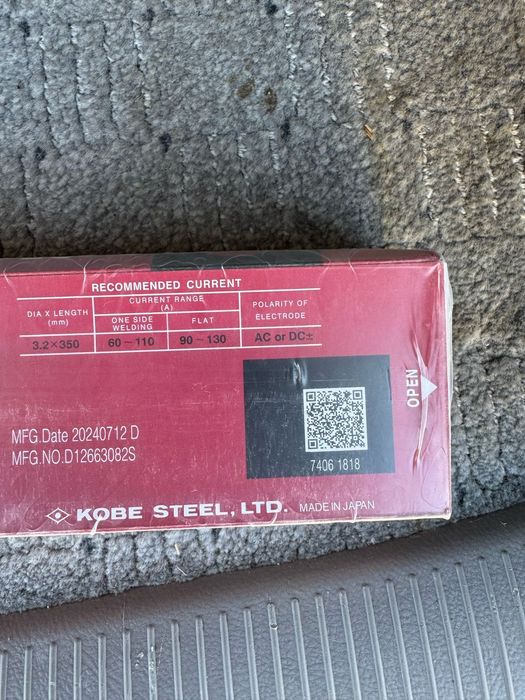 RECOMMENDED CURRENT
DIA X LENGTH (mm)
CURRENT RANGE (A)
POLARITY OF ELECTRODE
ONE SIDE WELDING
FLAT
3.2×350
60~110
90~130
AC or DC±
OPEN
MFG.Date 20240712 D
MFG.NO.D12663082S
7406 1818
KOBE STEEL, LTD. MADE IN JAPAN